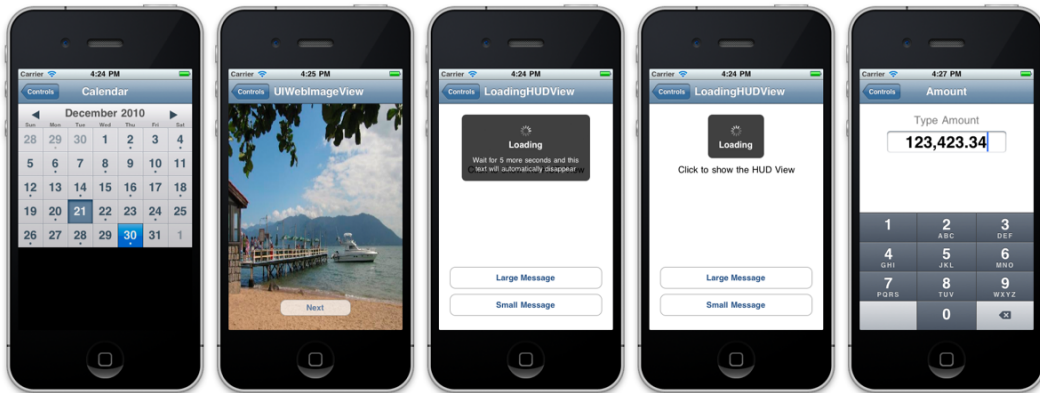 Carrier 4:24 PM
Controls Calendar
December 2010
Sun Mon Tue Wed Thu Fri Sat
28 29 30 1 2 3 4
5 6 7 8 9 10 11
12 13 14 15 16 17 18
19 20 21 22 23 24 25
26 27 28 29 30 31 1
Carrier 4:25 PM
Controls UIWebImageView
Next
Carrier 4:24 PM
Controls LoadingHUDView
Loading
Wait for 5 more seconds and this
text will automatically disappear
Large Message
Small Message
Carrier 4:24 PM
Controls LoadingHUDView
Loading
Click to show the HUD View
Large Message
Small Message
Carrier 4:27 PM
Controls Amount
Type Amount
123,423.34
1 2 3
ABC DEF
4 5 6
GHI JKL MNO
7 8 9
PQRS TUV WXYZ
0